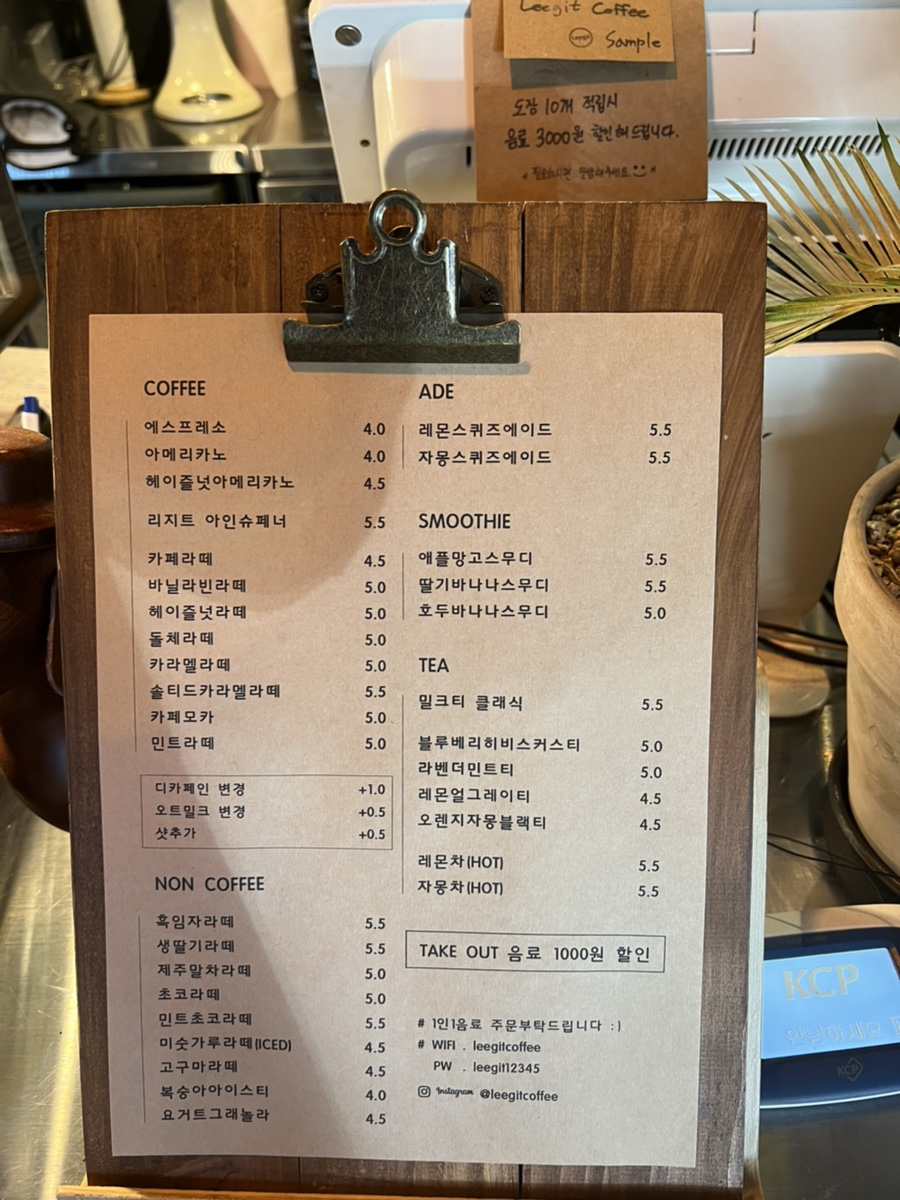 Leegit Coffee
Leegit Sample
도장 10개 적립시
음료 3000원 할인해드립니다.
COFFEE
에스프레소 4.0
아메리카노 4.0
헤이즐넛아메리카노 4.5
리지트 아인슈페너 5.5
카페라떼 4.5
바닐라빈라떼 5.0
헤이즐넛라떼 5.0
돌체라떼 5.0
카라멜라떼 5.0
솔티드카라멜라떼 5.5
카페모카 5.0
민트라떼 5.0
디카페인 변경 +1.0
오트밀크 변경 +0.5
샷추가 +0.5
NON COFFEE
흑임자라떼 5.5
생딸기라떼 5.5
제주말차라떼 5.0
초코라떼 5.0
민트초코라떼 5.5
미숫가루라떼(ICED) 4.5
고구마라떼 4.5
복숭아아이스티 4.0
요거트그래놀라 4.5
ADE
레몬스퀴즈에이드 5.5
자몽스퀴즈에이드 5.5
SMOOTHIE
애플망고스무디 5.5
딸기바나나스무디 5.5
호두바나나스무디 5.0
TEA
밀크티 클래식 5.5
블루베리히비스커스티 5.0
라벤더민트티 5.0
레몬얼그레이티 4.5
오렌지자몽블랙티 4.5
레몬차(HOT) 5.5
자몽차(HOT) 5.5
TAKE OUT 음료 1000원 할인
# 1인1음료 주문부탁드립니다 :)
# WIFI . leegitcoffee
PW . leegit12345
Instagram @leegitcoffee
KCP
안녕하세요
KCP